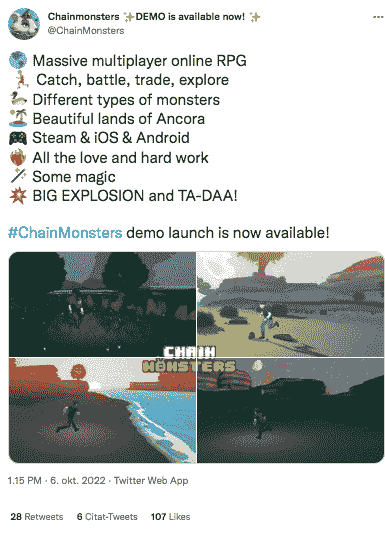 Chainmonsters ✨DEMO is available now! ✨
@ChainMonsters
🌏 Massive multiplayer online RPG
🏃 Catch, battle, trade, explore
🦆 Different types of monsters
🏝️ Beautiful lands of Ancora
🎮 Steam & iOS & Android
❤️‍🔥 All the love and hard work
🪄 Some magic
💥 BIG EXPLOSION and TA-DAA!
#ChainMonsters demo launch is now available!
CHAIN
MONSTERS
1.15 PM · 6. okt. 2022 · Twitter Web App
28 Retweets 6 Citat-Tweets 107 Likes